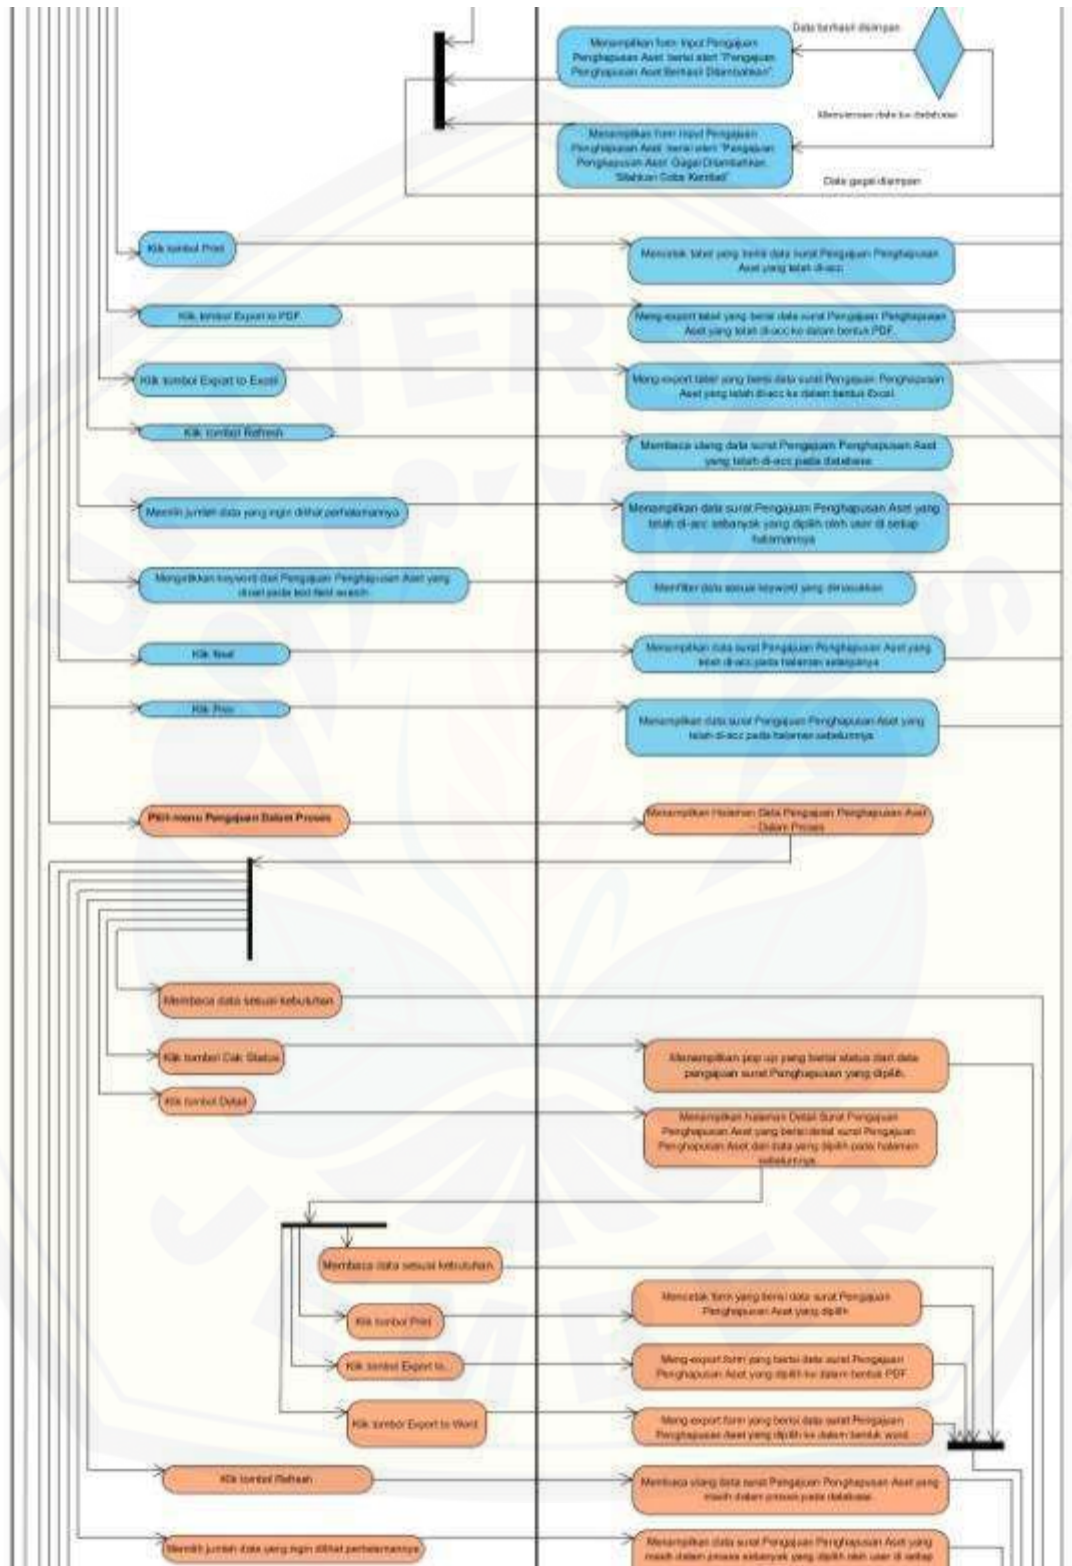 Data berhasil disimpan
Menampilkan form Input Pengajuan
Penghapusan Aset berisi alert "Pengajuan
Penghapusan Aset Berhasil Ditambahkan".
Menyimpan data ke database
Menampilkan form Input Pengajuan
Penghapusan Aset berisi alert "Pengajuan
Penghapusan Aset Gagal Ditambahkan.
Silahkan Coba Kembali"
Data gagal disimpan
Klik tombol Print
Mencetak tabel yang berisi data surat Pengajuan Penghapusan
Aset yang telah di-acc
Klik tombol Export to PDF
Meng-export tabel yang berisi data surat Pengajuan Penghapusan
Aset yang telah di-acc ke dalam bentuk PDF.
Klik tombol Export to Excel
Meng-export tabel yang berisi data surat Pengajuan Penghapusan
Aset yang telah di-acc ke dalam bentuk Excel.
Klik tombol Refresh
Membaca ulang data surat Pengajuan Penghapusan Aset
yang telah di-acc pada database.
Memilih jumlah data yang ingin dilihat perhalamannya
Menampilkan data surat Pengajuan Penghapusan Aset yang
telah di-acc sebanyak yang dipilih oleh user di setiap
halamannya
Mengetikkan keyword dari Pengajuan Penghapusan Aset yang
dicari pada text field search
Memfilter data sesuai keyword yang dimasukkan
Klik Next
Menampilkan data surat Pengajuan Penghapusan Aset yang
telah di-acc pada halaman selanjutnya
Klik Prev
Menampilkan data surat Pengajuan Penghapusan Aset yang
telah di-acc pada halaman sebelumnya
Pilih menu Pengajuan Dalam Proses
Menampilkan Halaman Data Pengajuan Penghapusan Aset
- Dalam Proses
Membaca data sesuai kebutuhan
Klik tombol Cek Status
Menampilkan pop up yang berisi status dari data
pengajuan surat Penghapusan yang dipilih.
Klik tombol Detail
Menampilkan halaman Detail Surat Pengajuan
Penghapusan Aset yang berisi detail surat Pengajuan
Penghapusan Aset dari data yang dipilih pada halaman
sebelumnya
Membaca data sesuai kebutuhan
Mencetak form yang berisi data surat Pengajuan
Penghapusan Aset yang dipilih
Klik tombol Print
Klik tombol Export to...
Meng-export form yang berisi data surat Pengajuan
Penghapusan Aset yang dipilih ke dalam bentuk PDF
Klik tombol Export to Word
Meng-export form yang berisi data surat Pengajuan
Penghapusan Aset yang dipilih ke dalam bentuk word
Klik tombol Refresh
Membaca ulang data surat Pengajuan Penghapusan Aset yang
masih dalam proses pada database.
Memilih jumlah data yang ingin dilihat perhalamannya
Menampilkan data surat Pengajuan Penghapusan Aset yang
masih dalam proses sebanyak yang dipilih oleh user di setiap
UNIVERSITAS
JEMBER